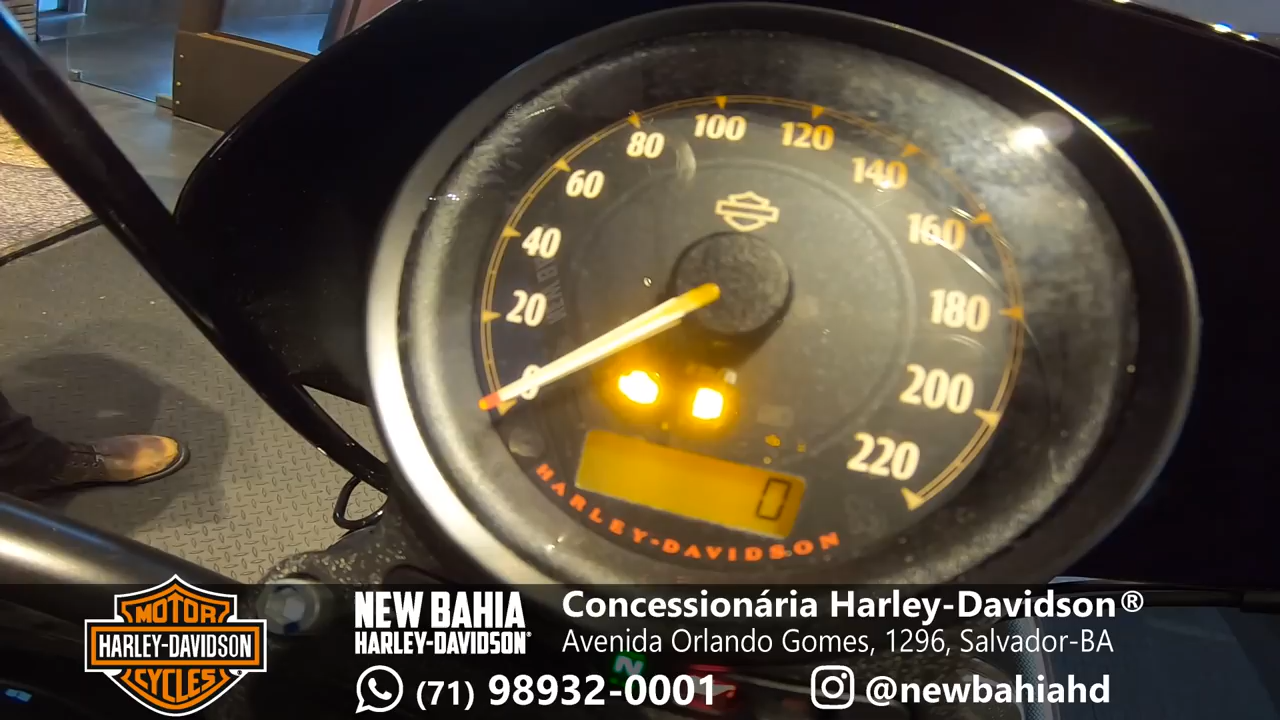 0
20
40
60
80
100
120
140
160
180
200
220
0
HARLEY-DAVIDSON
MOTOR
HARLEY-DAVIDSON
CYCLES
NEW BAHIA
HARLEY-DAVIDSON®
Concessionária Harley-Davidson®
Avenida Orlando Gomes, 1296, Salvador-BA
(71) 98932-0001
@newbahiahd
N